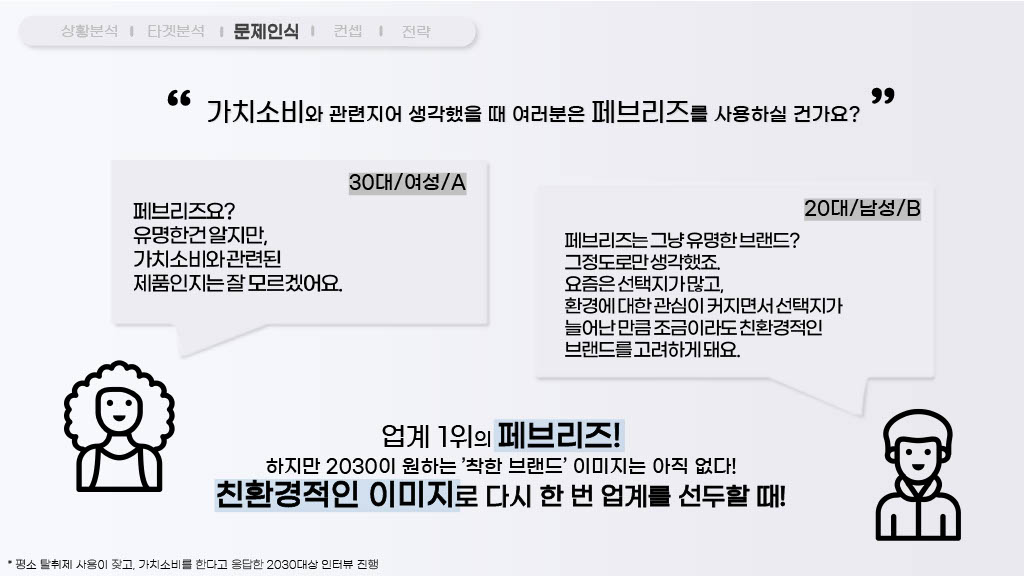 상황분석 Ⅰ 타겟분석 Ⅰ 문제인식 Ⅰ 컨셉 Ⅰ 전략
“ 가치소비와 관련지어 생각했을 때 여러분은 페브리즈를 사용하실 건가요? ”
30대/여성/A
페브리즈요?
유명한건 알지만,
가치소비와 관련된
제품인지는 잘 모르겠어요.
20대/남성/B
페브리즈는 그냥 유명한 브랜드?
그정도로만 생각했죠.
요즘은 선택지가 많고,
환경에 대한 관심이 커지면서 선택지가
늘어난 만큼 조금이라도 친환경적인
브랜드를 고려하게 돼요.
업계 1위의 페브리즈!
하지만 2030이 원하는 ’착한 브랜드’ 이미지는 아직 없다!
친환경적인 이미지로 다시 한 번 업계를 선두할 때!
* 평소 탈취제 사용이 잦고, 가치소비를 한다고 응답한 2030대상 인터뷰 진행